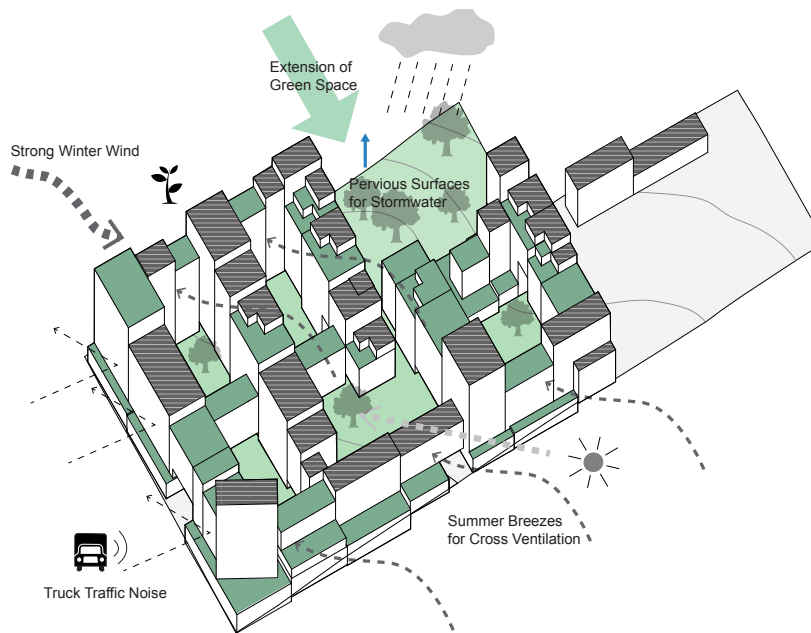 Extension of
Green Space
Strong Winter Wind
Pervious Surfaces
for Stormwater
Summer Breezes
for Cross Ventilation
Truck Traffic Noise